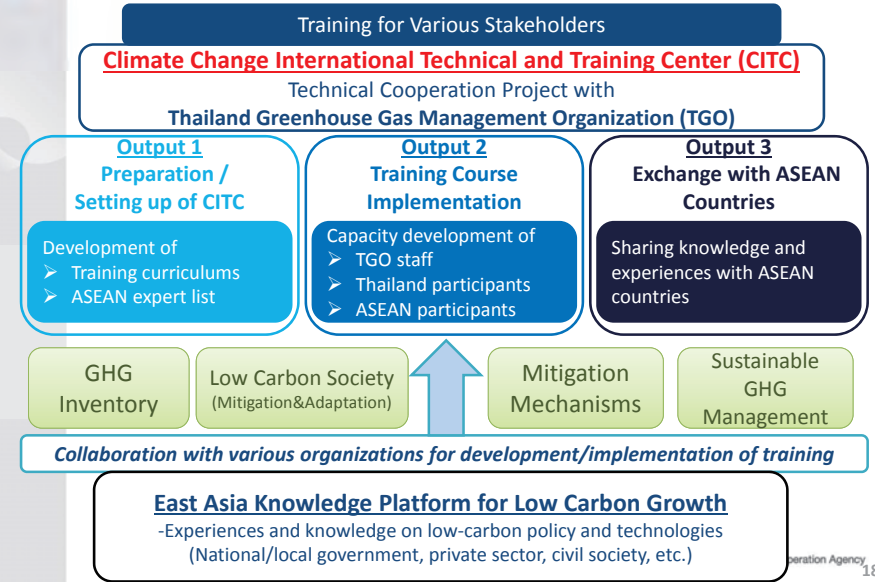 Training for Various Stakeholders
Climate Change International Technical and Training Center (CITC)
Technical Cooperation Project with
Thailand Greenhouse Gas Management Organization (TGO)
Output 1
Preparation /
Setting up of CITC
Development of
➢ Training curriculums
➢ ASEAN expert list
Output 2
Training Course
Implementation
Capacity development of
➢ TGO staff
➢ Thailand participants
➢ ASEAN participants
Output 3
Exchange with ASEAN
Countries
Sharing knowledge and
experiences with ASEAN
countries
GHG
Inventory
Low Carbon Society
(Mitigation&Adaptation)
Mitigation
Mechanisms
Sustainable
GHG
Management
Collaboration with various organizations for development/implementation of training
East Asia Knowledge Platform for Low Carbon Growth
-Experiences and knowledge on low-carbon policy and technologies
(National/local government, private sector, civil society, etc.)
peration Agency
18